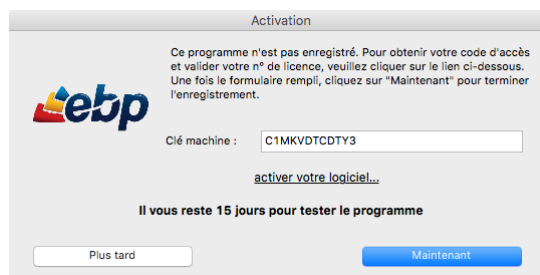 Activation
Ce programme n'est pas enregistré. Pour obtenir votre code d'accès
et valider votre n° de licence, veuillez cliquer sur le lien ci-dessous.
Une fois le formulaire rempli, cliquez sur "Maintenant" pour terminer
l'enregistrement.
ebp
Clé machine :
C1MKVDTCDTY3
activer votre logiciel...
Il vous reste 15 jours pour tester le programme
Plus tard
Maintenant